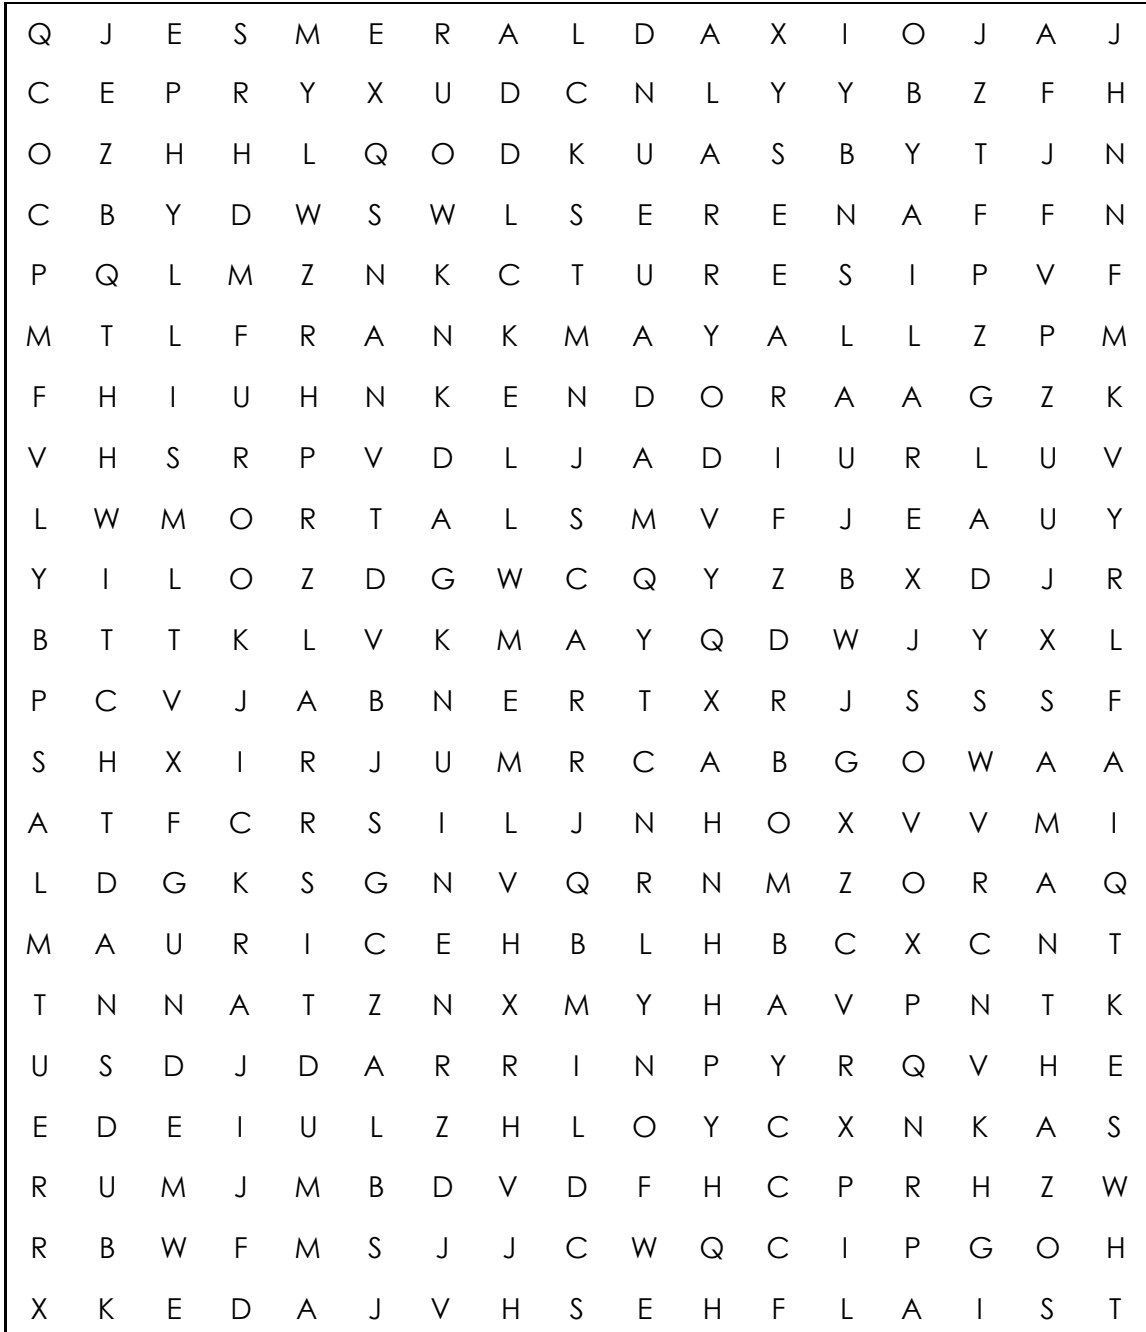 Q J E S M E R A L D A X I O J A J
C E P R Y X U D C N L Y Y B Z F H
O Z H H L Q O D K U A S B Y T J N
C B Y D W S W L S E R E N A F F N
P Q L M Z N K C T U R E S I P V F
M T L F R A N K M A Y A L L Z P M
F H I U H N K E N D O R A A G Z K
V H S R P V D L J A D I U R L U V
L W M O R T A L S M V F J E A U Y
Y I L O Z D G W C Q Y Z B X D J R
B T T K L V K M A Y Q D W J Y X L
P C V J A B N E R T X R J S S S F
S H X I R J U M R C A B G O W A A
A T F C R S I L J N H O X V V M I
L D G K S G N V Q R N M Z O R A Q
M A U R I C E H B L H B C X C N T
T N N A T Z N X M Y H A V P N T K
U S D J D A R R I N P Y R Q V H E
E D E I U L Z H L O Y C X N K A S
R U M J M B D V D F H C P R H Z W
R B W F M S J J C W Q C I P G O H
X K E D A J V H S E H F L A I S T